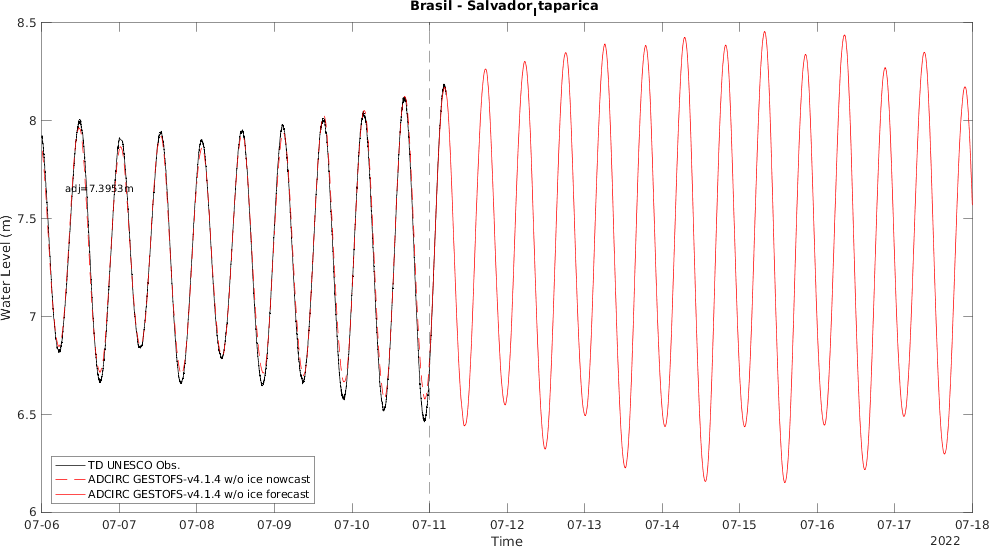 Brasil - Salvador,Itaparica
8.5
8
7.5
7
6.5
6
Water Level (m)
adj=7.3953m
TD UNESCO Obs.
ADCIRC GESTOFS-v4.1.4 w/o ice nowcast
ADCIRC GESTOFS-v4.1.4 w/o ice forecast
07-06 07-07 07-08 07-09 07-10 07-11 07-12 07-13 07-14 07-15 07-16 07-17 07-18
Time
2022